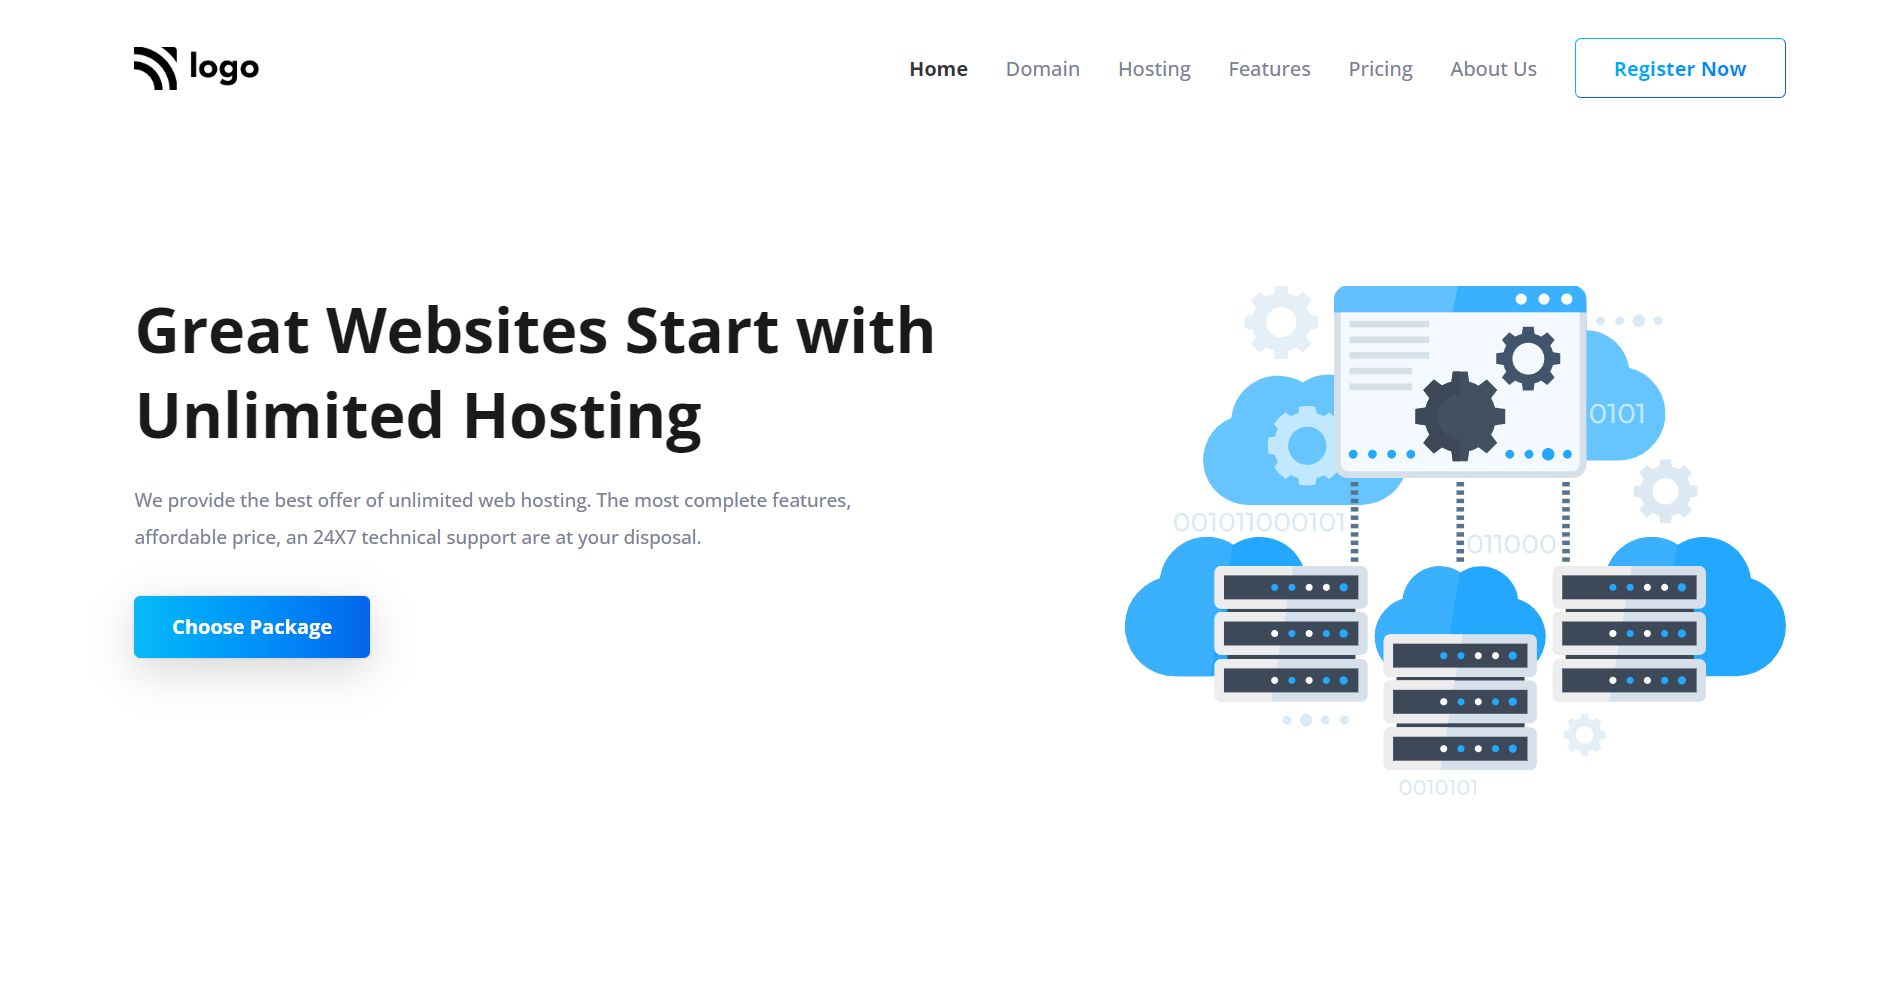 logo
Home Domain Hosting Features Pricing About Us Register Now
Great Websites Start with
Unlimited Hosting
We provide the best offer of unlimited web hosting. The most complete features,
affordable price, an 24X7 technical support are at your disposal.
Choose Package
0101
001011000101
011000
0010101